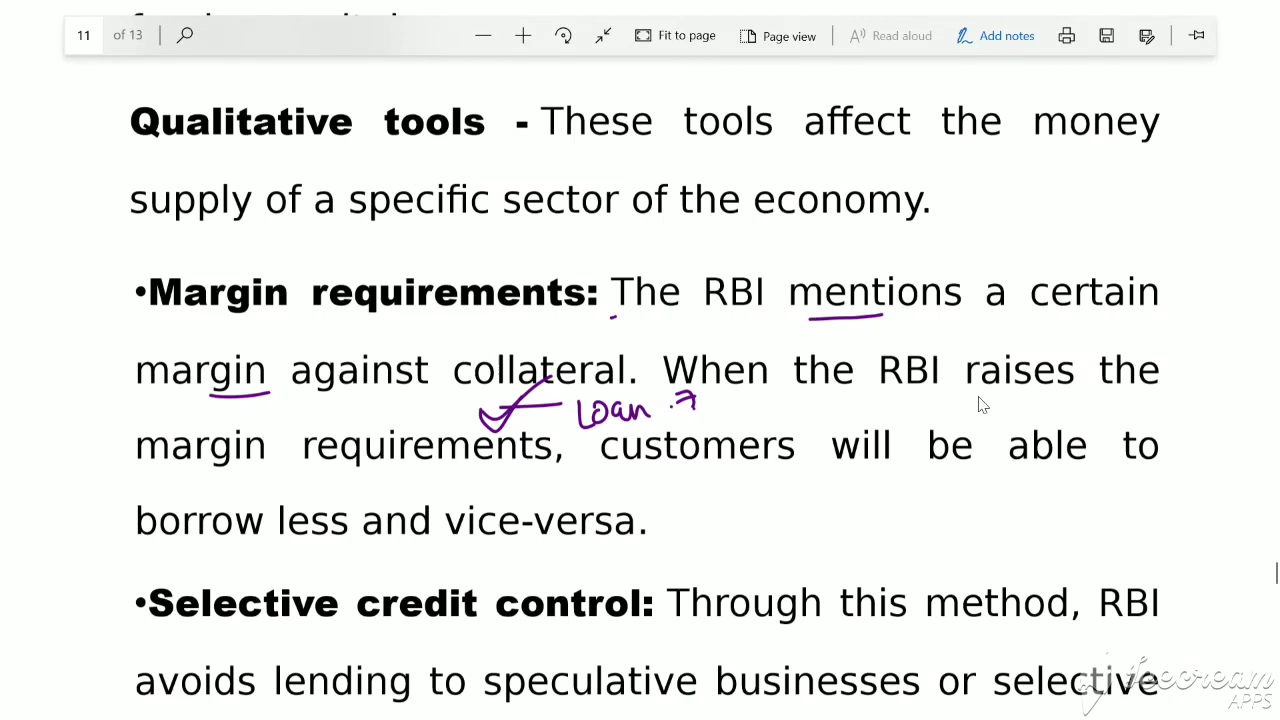 11 of 13 Fit to page Page view Read aloud Add notes
Qualitative tools - These tools affect the money
supply of a specific sector of the economy.
•Margin requirements: The RBI mentions a certain
margin against collateral. When the RBI raises the
Loan
margin requirements, customers will be able to
borrow less and vice-versa.
•Selective credit control: Through this method, RBI
avoids lending to speculative businesses or selective
Icecream
APPS